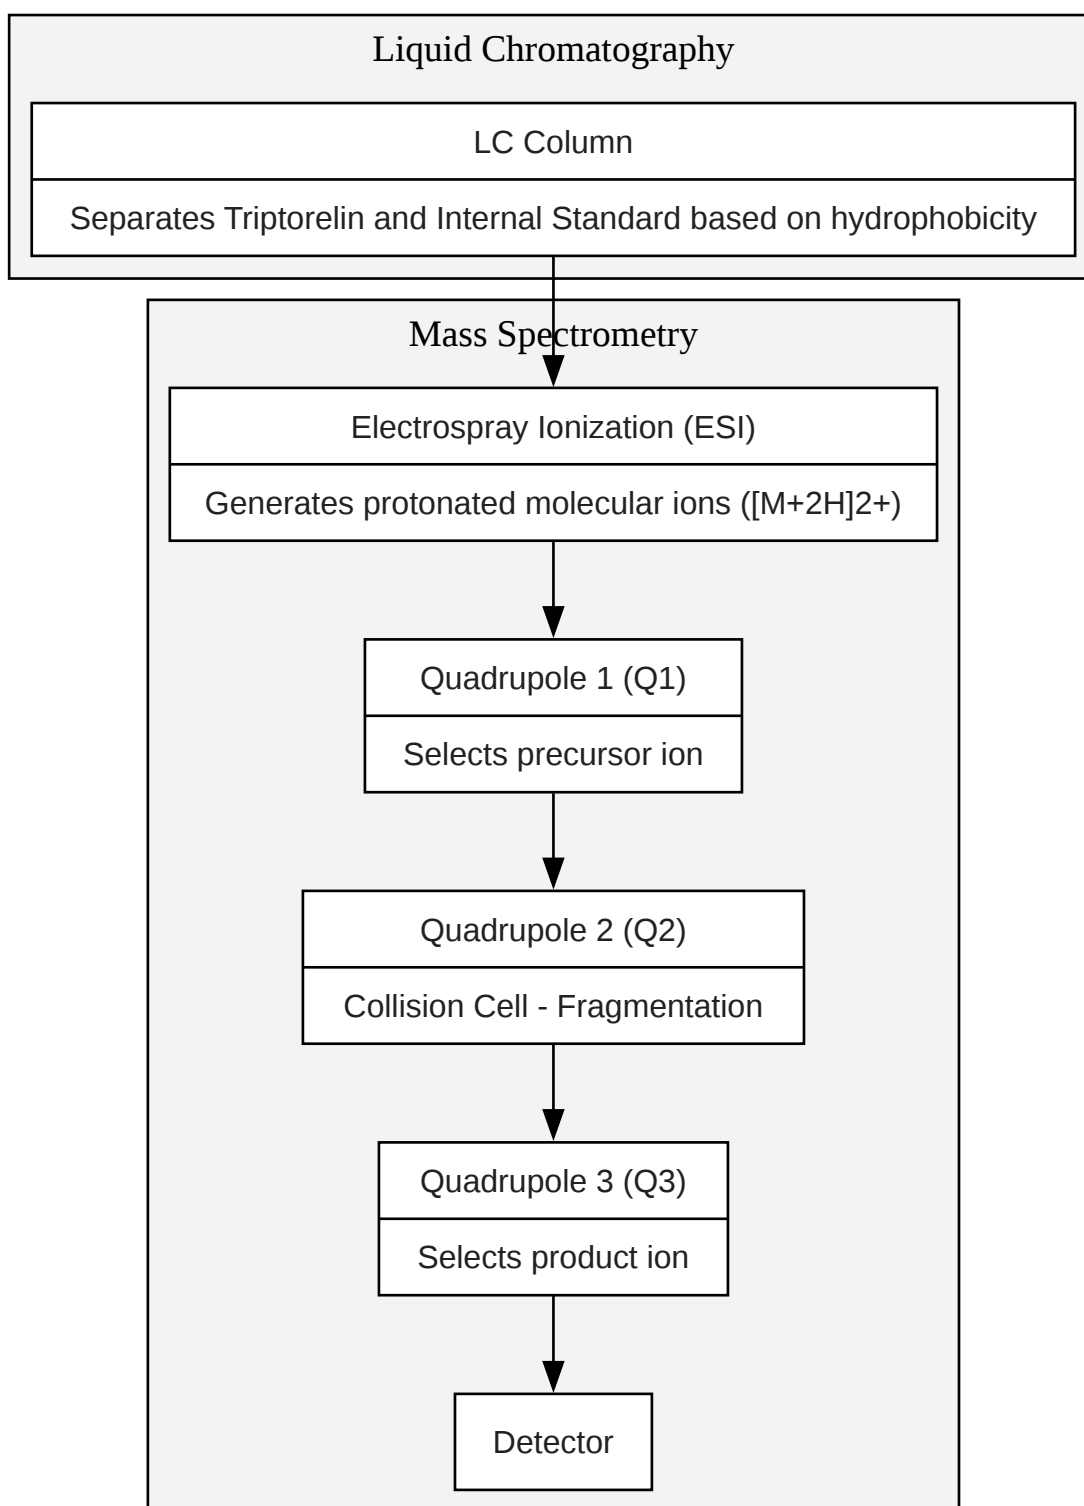 Liquid Chromatography
LC Column
Separates Triptorelin and Internal Standard based on hydrophobicity
Mass Spectrometry
Electrospray Ionization (ESI)
Generates protonated molecular ions ([M+2H]2+)
Quadrupole 1 (Q1)
Selects precursor ion
Quadrupole 2 (Q2)
Collision Cell - Fragmentation
Quadrupole 3 (Q3)
Selects product ion
Detector